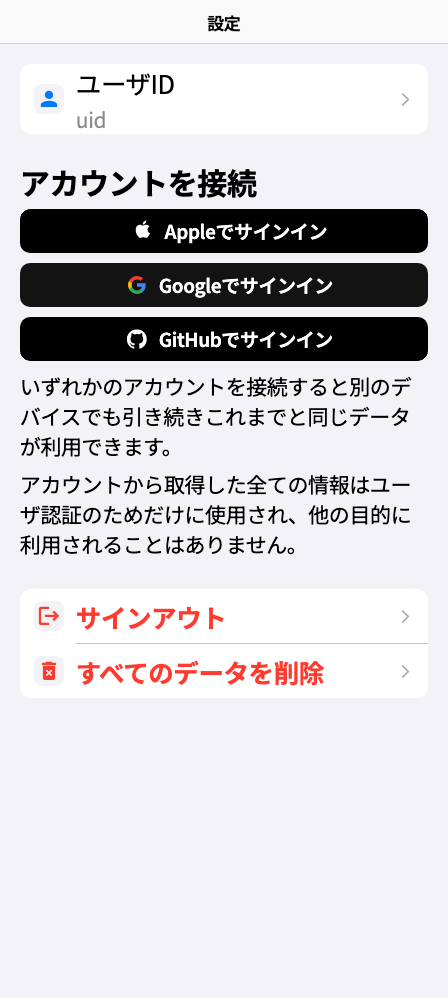 設定
ユーザID
uid
アカウントを接続
Appleでサインイン
Googleでサインイン
GitHubでサインイン
いずれかのアカウントを接続すると別のデ
バイスでも引き続きこれまでと同じデータ
が利用できます。
アカウントから取得した全ての情報はユー
ザ認証のためだけに使用され、他の目的に
利用されることはありません。
サインアウト
すべてのデータを削除